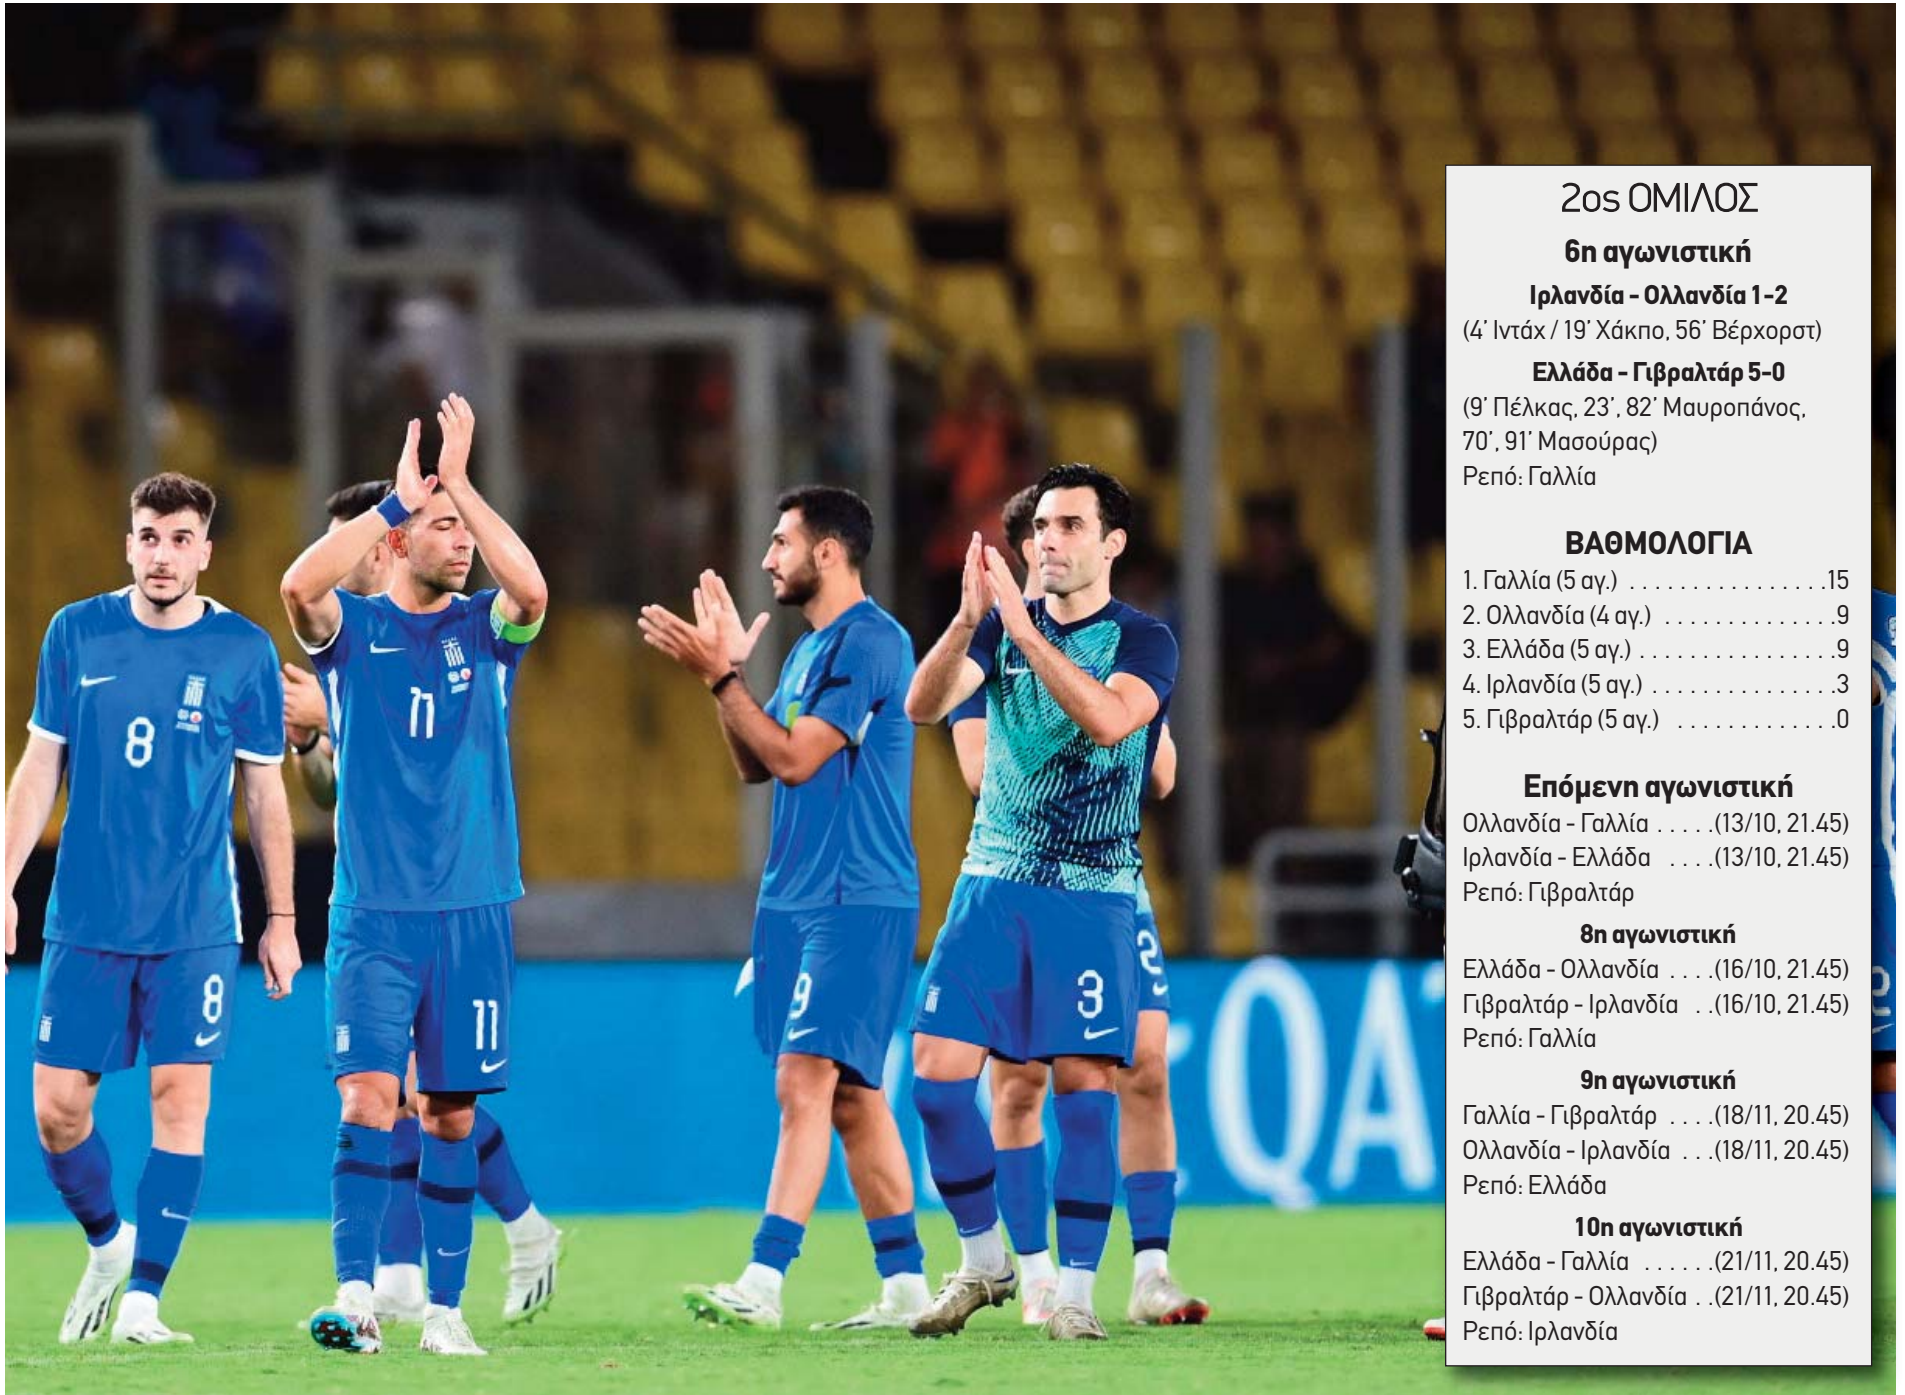 2os ΟΜΙΛΟΣ
6η αγωνιστική
Ιρλανδία - Ολλανδία 1-2
(4’ Ιντάχ / 19’ Χάκπο, 56’ Βέρχορστ)
Ελλάδα - Γιβραλτάρ 5-0
(9’ Πέλκας, 23’, 82’ Μαυροπάνος,
70’, 91’ Μασούρας)
Ρεπό: Γαλλία
ΒΑΘΜΟΛΟΓΙΑ
1. Γαλλία (5 αγ.) . . . . . . . . . . . . . . . .15
2. Ολλανδία (4 αγ.) . . . . . . . . . . . . . .9
3. Ελλάδα (5 αγ.) . . . . . . . . . . . . . . . .9
4. Ιρλανδία (5 αγ.) . . . . . . . . . . . . . . .3
5. Γιβραλτάρ (5 αγ.) . . . . . . . . . . . . .0
Επόμενη αγωνιστική
Ολλανδία - Γαλλία . . . . .(13/10, 21.45)
Ιρλανδία - Ελλάδα . . . .(13/10, 21.45)
Ρεπό: Γιβραλτάρ
8η αγωνιστική
Ελλάδα - Ολλανδία . . . .(16/10, 21.45)
Γιβραλτάρ - Ιρλανδία . .(16/10, 21.45)
Ρεπό: Γαλλία
9η αγωνιστική
Γαλλία - Γιβραλτάρ . . . .(18/11, 20.45)
Ολλανδία - Ιρλανδία . . .(18/11, 20.45)
Ρεπό: Ελλάδα
10η αγωνιστική
Ελλάδα - Γαλλία . . . . . .(21/11, 20.45)
Γιβραλτάρ - Ολλανδία . .(21/11, 20.45)
Ρεπό: Ιρλανδία
8
11
8
11
9
3
2
QA